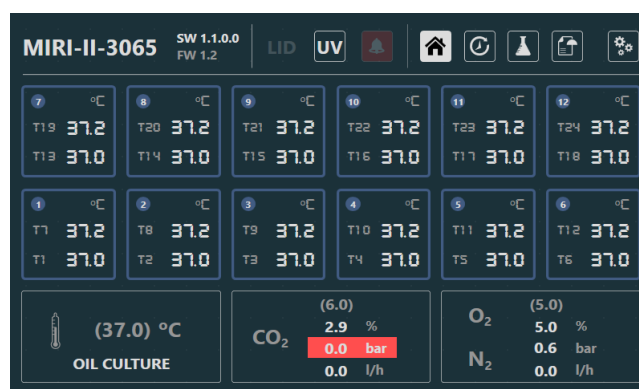 MIRI-II-3065 SW 1.1.0.0 LID UV
FW 1.2
7 °C 8 °C 9 °C 10 °C 11 °C 12 °C
T19 37.2 T20 37.2 T21 37.2 T22 37.2 T23 37.2 T24 37.2
T13 37.0 T14 37.0 T15 37.0 T16 37.0 T17 37.0 T18 37.0
1 °C 2 °C 3 °C 4 °C 5 °C 6 °C
T7 37.2 T8 37.2 T9 37.2 T10 37.2 T11 37.2 T12 37.2
T1 37.0 T2 37.0 T3 37.0 T4 37.0 T5 37.0 T6 37.0
(37.0) °C
OIL CULTURE
(6.0)
CO2
2.9 %
0.0 bar
0.0 l/h
(5.0)
O2
5.0 %
0.6 bar
N2
0.0 l/h